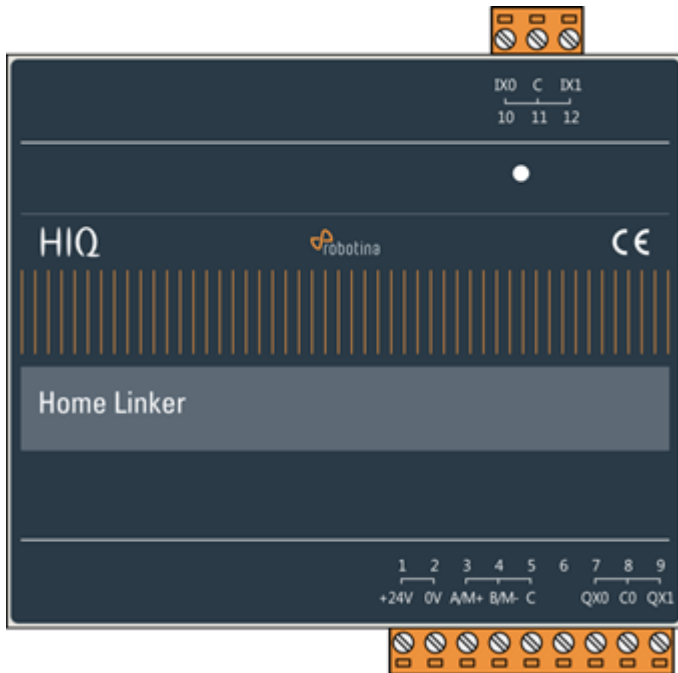 IX0 C IX1
10 11 12
HIQ robotina CE
Home Linker
1 2 3 4 5 6 7 8 9
+24V 0V A/M+ B/M- C QX0 C0 QX1